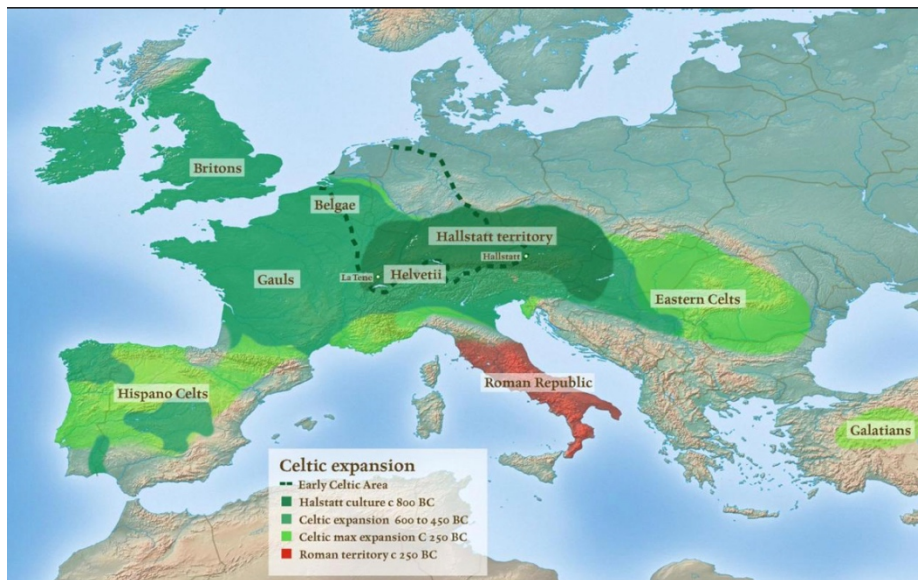 Britons
Belgae
Hallstatt territory
Hallstatt
La Tene
Helvetii
Gauls
Eastern Celts
Roman Republic
Hispano Celts
Galatians
Celtic expansion
Early Celtic Area
Halstatt culture c 800 BC
Celtic expansion 600 to 450 BC
Celtic max expansion C 250 BC
Roman territory c 250 BC